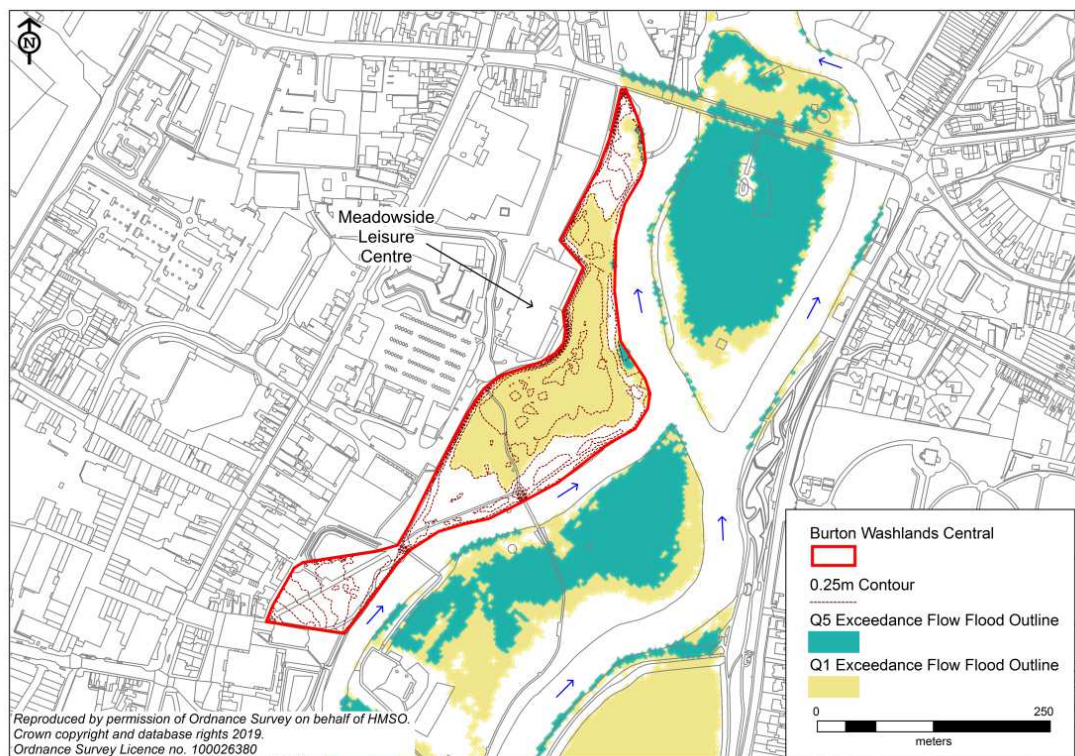 N
Meadowside
Leisure
Centre
Burton Washlands Central
0.25m Contour
Q5 Exceedance Flow Flood Outline
Q1 Exceedance Flow Flood Outline
0
250
meters
Reproduced by permission of Ordnance Survey on behalf of HMSO.
Crown copyright and database rights 2019.
Ordnance Survey Licence no. 100026380